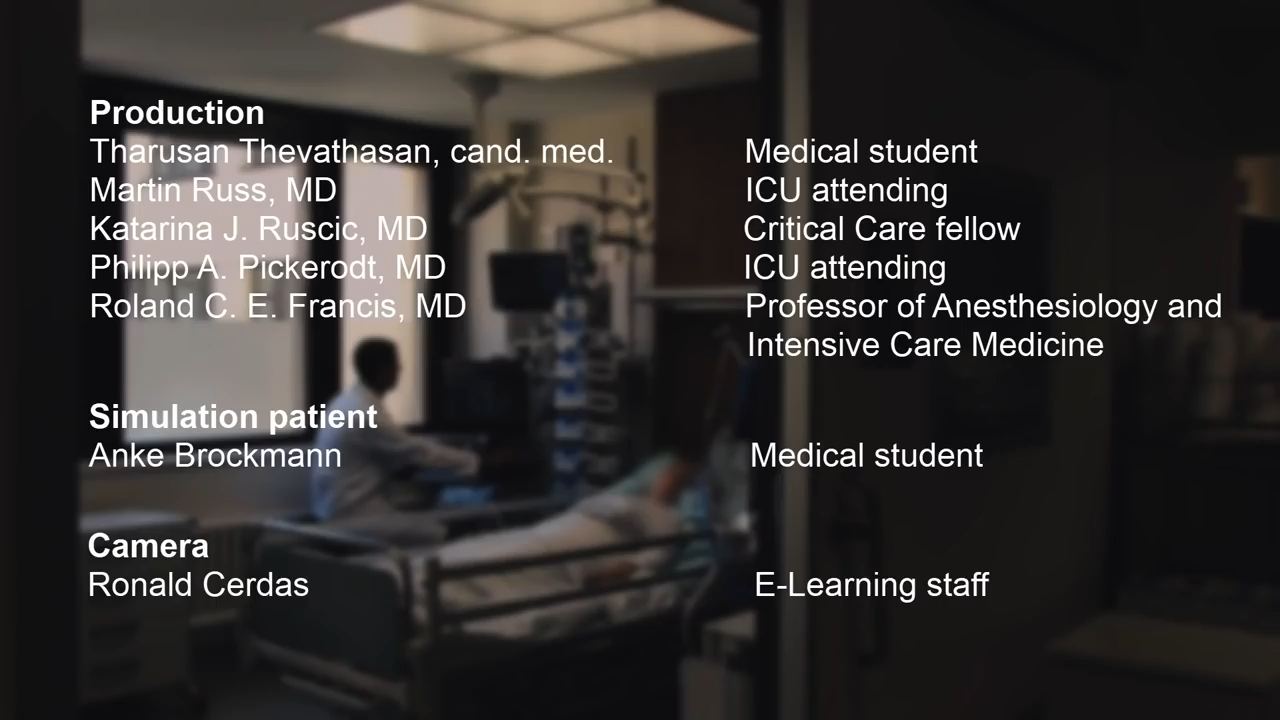 Production
Tharusan Thevathasan, cand. med. Medical student
Martin Russ, MD ICU attending
Katarina J. Ruscic, MD Critical Care fellow
Philipp A. Pickerodt, MD ICU attending
Roland C. E. Francis, MD Professor of Anesthesiology and
Intensive Care Medicine
Simulation patient
Anke Brockmann Medical student
Camera
Ronald Cerdas E-Learning staff